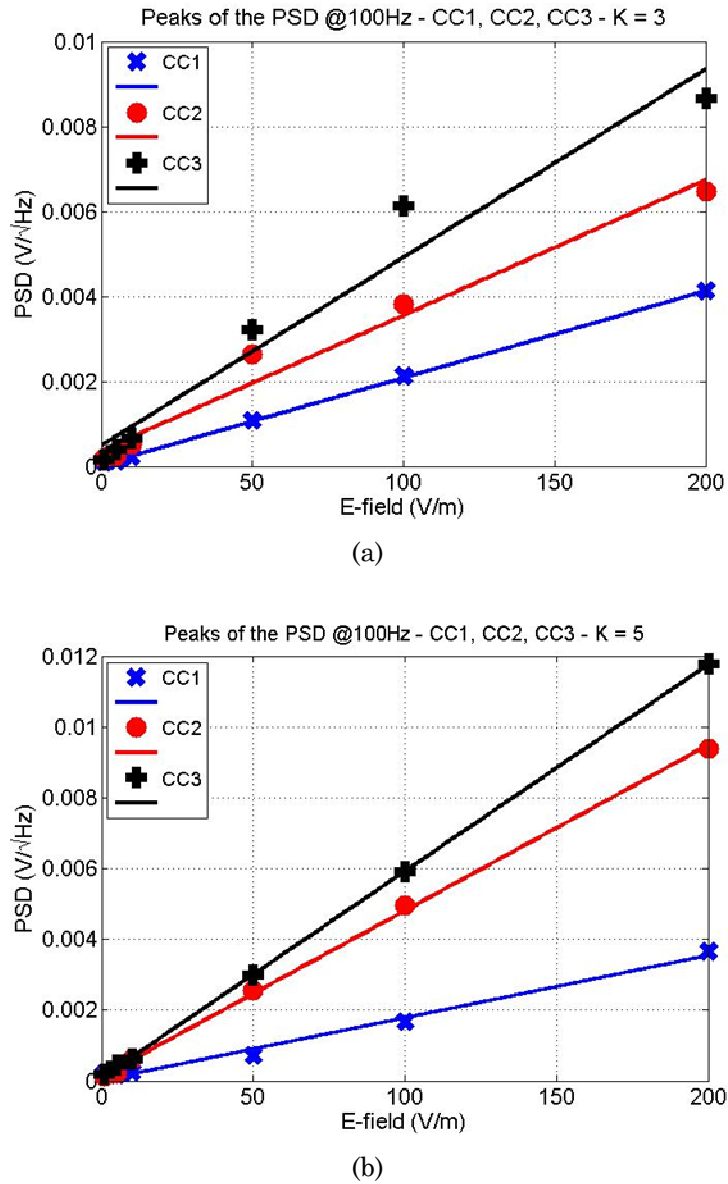 Peaks of the PSD @100Hz - CC1, CC2, CC3 - K = 3
0.01
0.008
0.006
0.004
0.002
0
PSD (V/√Hz)
CC1
CC2
CC3
50
100
150
200
E-field (V/m)
(a)
Peaks of the PSD @100Hz - CC1, CC2, CC3 - K = 5
0.012
0.01
0.008
0.006
0.004
0.002
0
PSD (V/√Hz)
CC1
CC2
CC3
0
50
100
150
200
E-field (V/m)
(b)